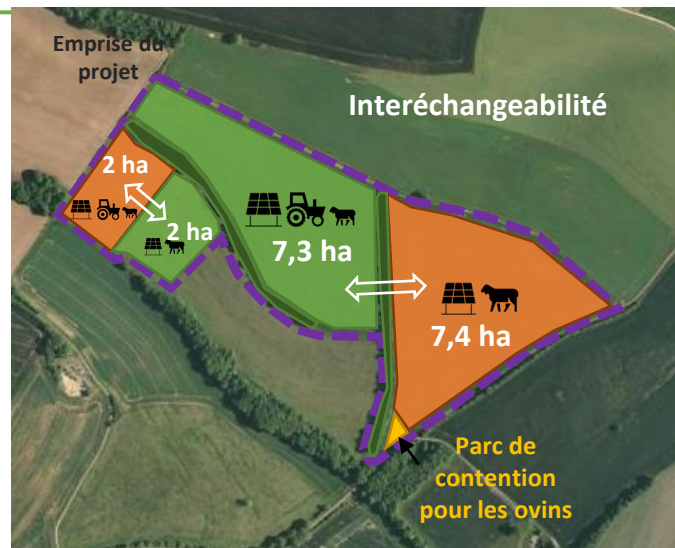 Emprise du
projet
Interéchangeabilité
2 ha
2 ha
7,3 ha
7,4 ha
Parc de
contention
pour les ovins